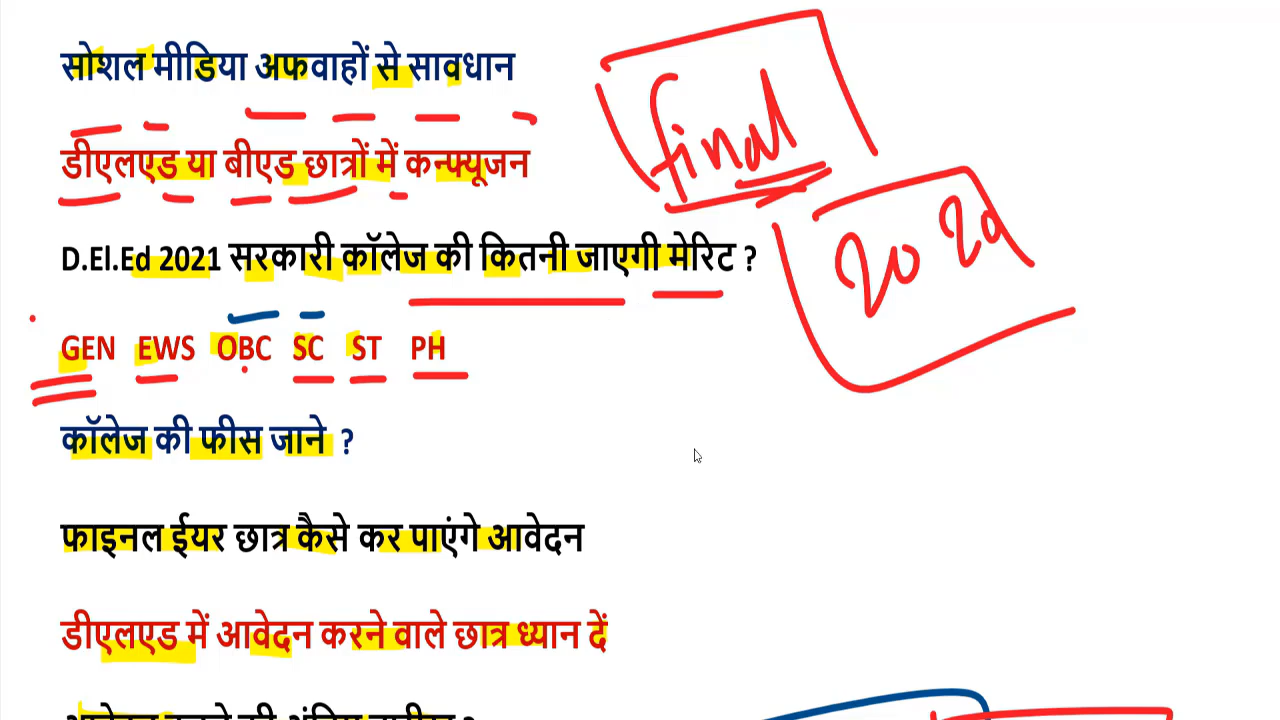 सोशल मीडिया अफवाहों से सावधान
final
डीएलएड या बीएड छात्रों में कन्फ्यूजन
D.El.Ed 2021 सरकारी कॉलेज की कितनी जाएगी मेरिट ?
GEN EWS OBC SC ST PH
कॉलेज की फीस जाने ?
फाइनल ईयर छात्र कैसे कर पाएंगे आवेदन
डीएलएड में आवेदन करने वाले छात्र ध्यान दें